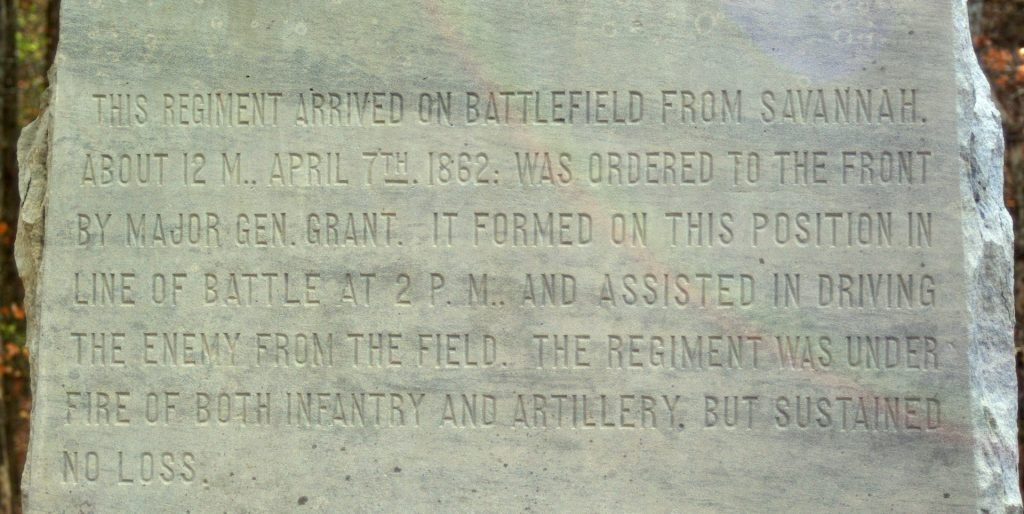 THIS REGIMENT ARRIVED ON BATTLEFIELD FROM SAVANNAH,
ABOUT 12 M., APRIL 7TH, 1862; WAS ORDERED TO THE FRONT
BY MAJOR GEN. GRANT. IT FORMED ON THIS POSITION IN
LINE OF BATTLE AT 2 P. M., AND ASSISTED IN DRIVING
THE ENEMY FROM THE FIELD. THE REGIMENT WAS UNDER
FIRE OF BOTH INFANTRY AND ARTILLERY, BUT SUSTAINED
NO LOSS.